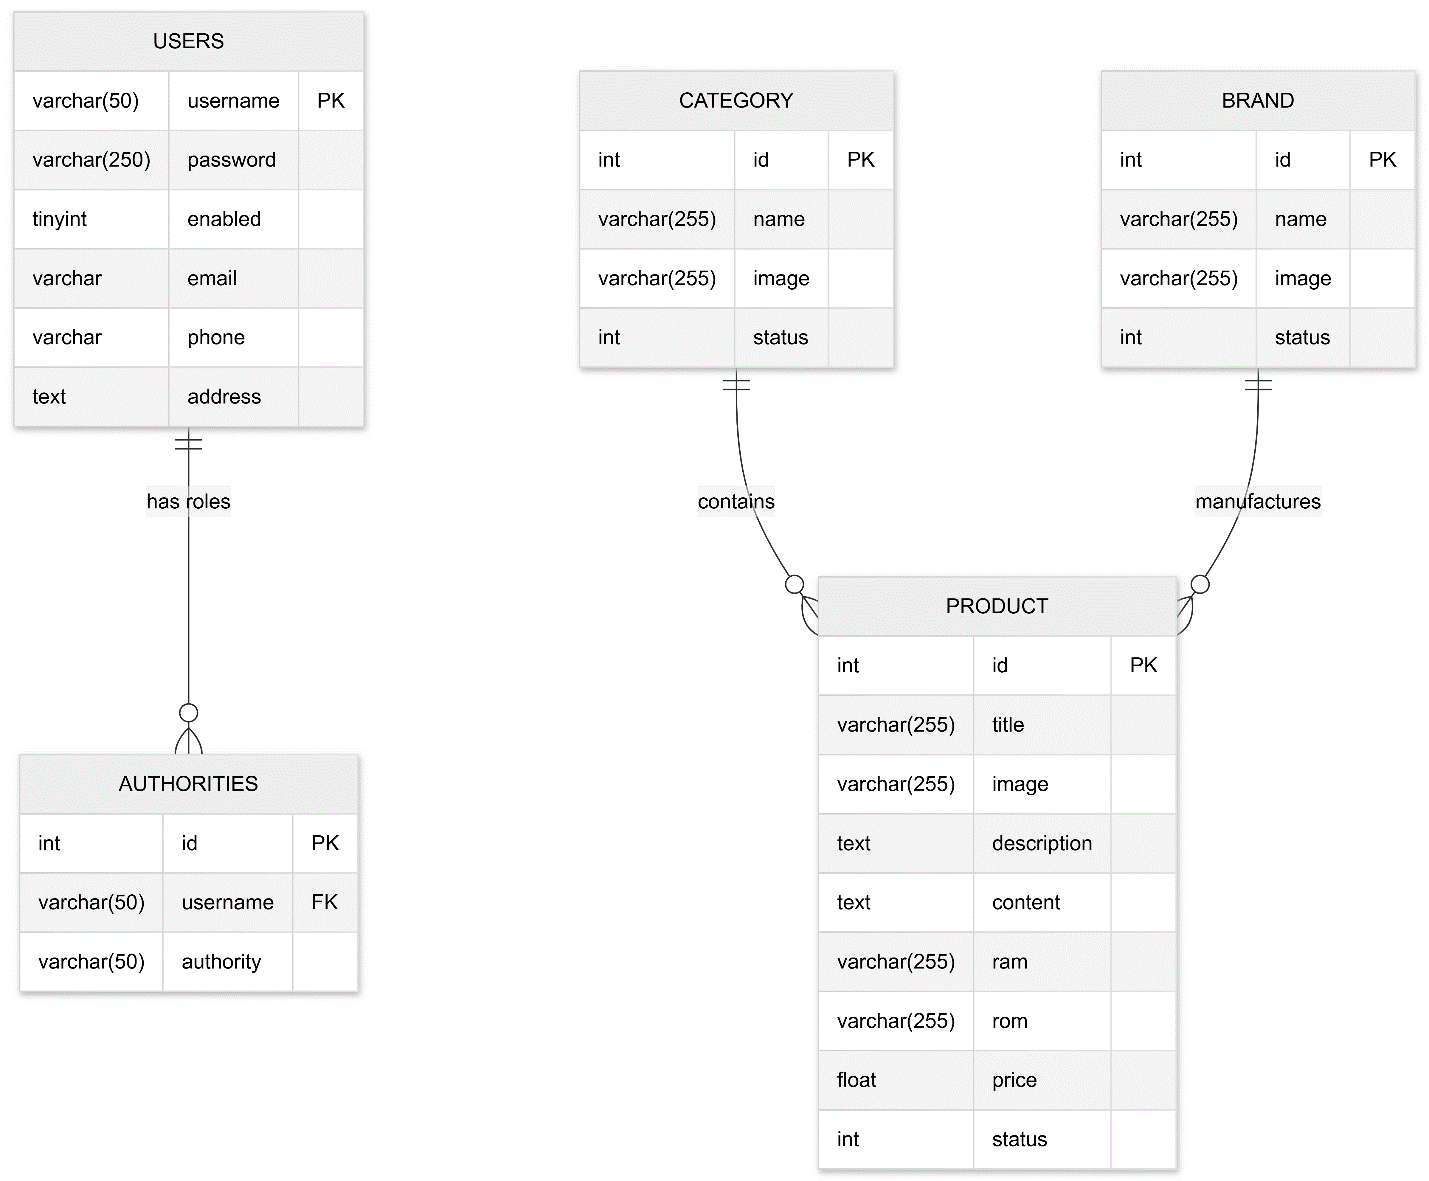 USERS
varchar(50) username PK
varchar(250) password
tinyint enabled
varchar email
varchar phone
text address
has roles
AUTHORITIES
int id PK
varchar(50) username FK
varchar(50) authority
CATEGORY
int id PK
varchar(255) name
varchar(255) image
int status
contains
BRAND
int id PK
varchar(255) name
varchar(255) image
int status
manufactures
PRODUCT
int id PK
varchar(255) title
varchar(255) image
text description
text content
varchar(255) ram
varchar(255) rom
float price
int status